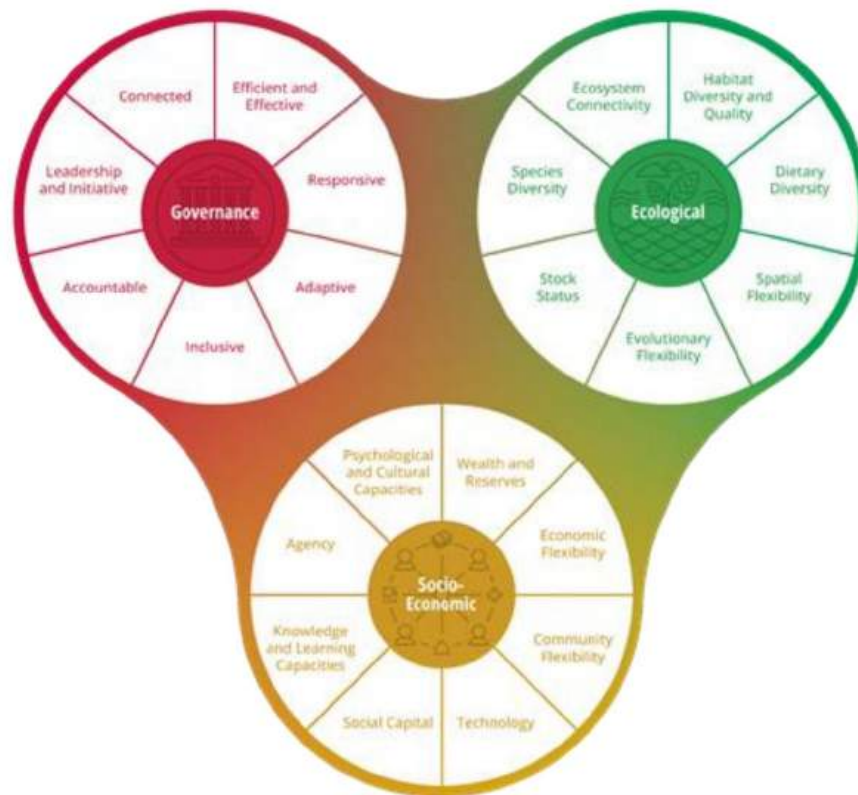 Connected
Efficient and
Effective
Responsive
Adaptive
Inclusive
Accountable
Leadership
and Initiative
Governance
Ecosystem
Connectivity
Habitat
Diversity and
Quality
Dietary
Diversity
Spatial
Flexibility
Evolutionary
Flexibility
Stock
Status
Species
Diversity
Ecological
Psychological
and Cultural
Capacities
Wealth and
Reserves
Economic
Flexibility
Community
Flexibility
Technology
Social Capital
Knowledge
and Learning
Capacities
Agency
Socio-
Economic